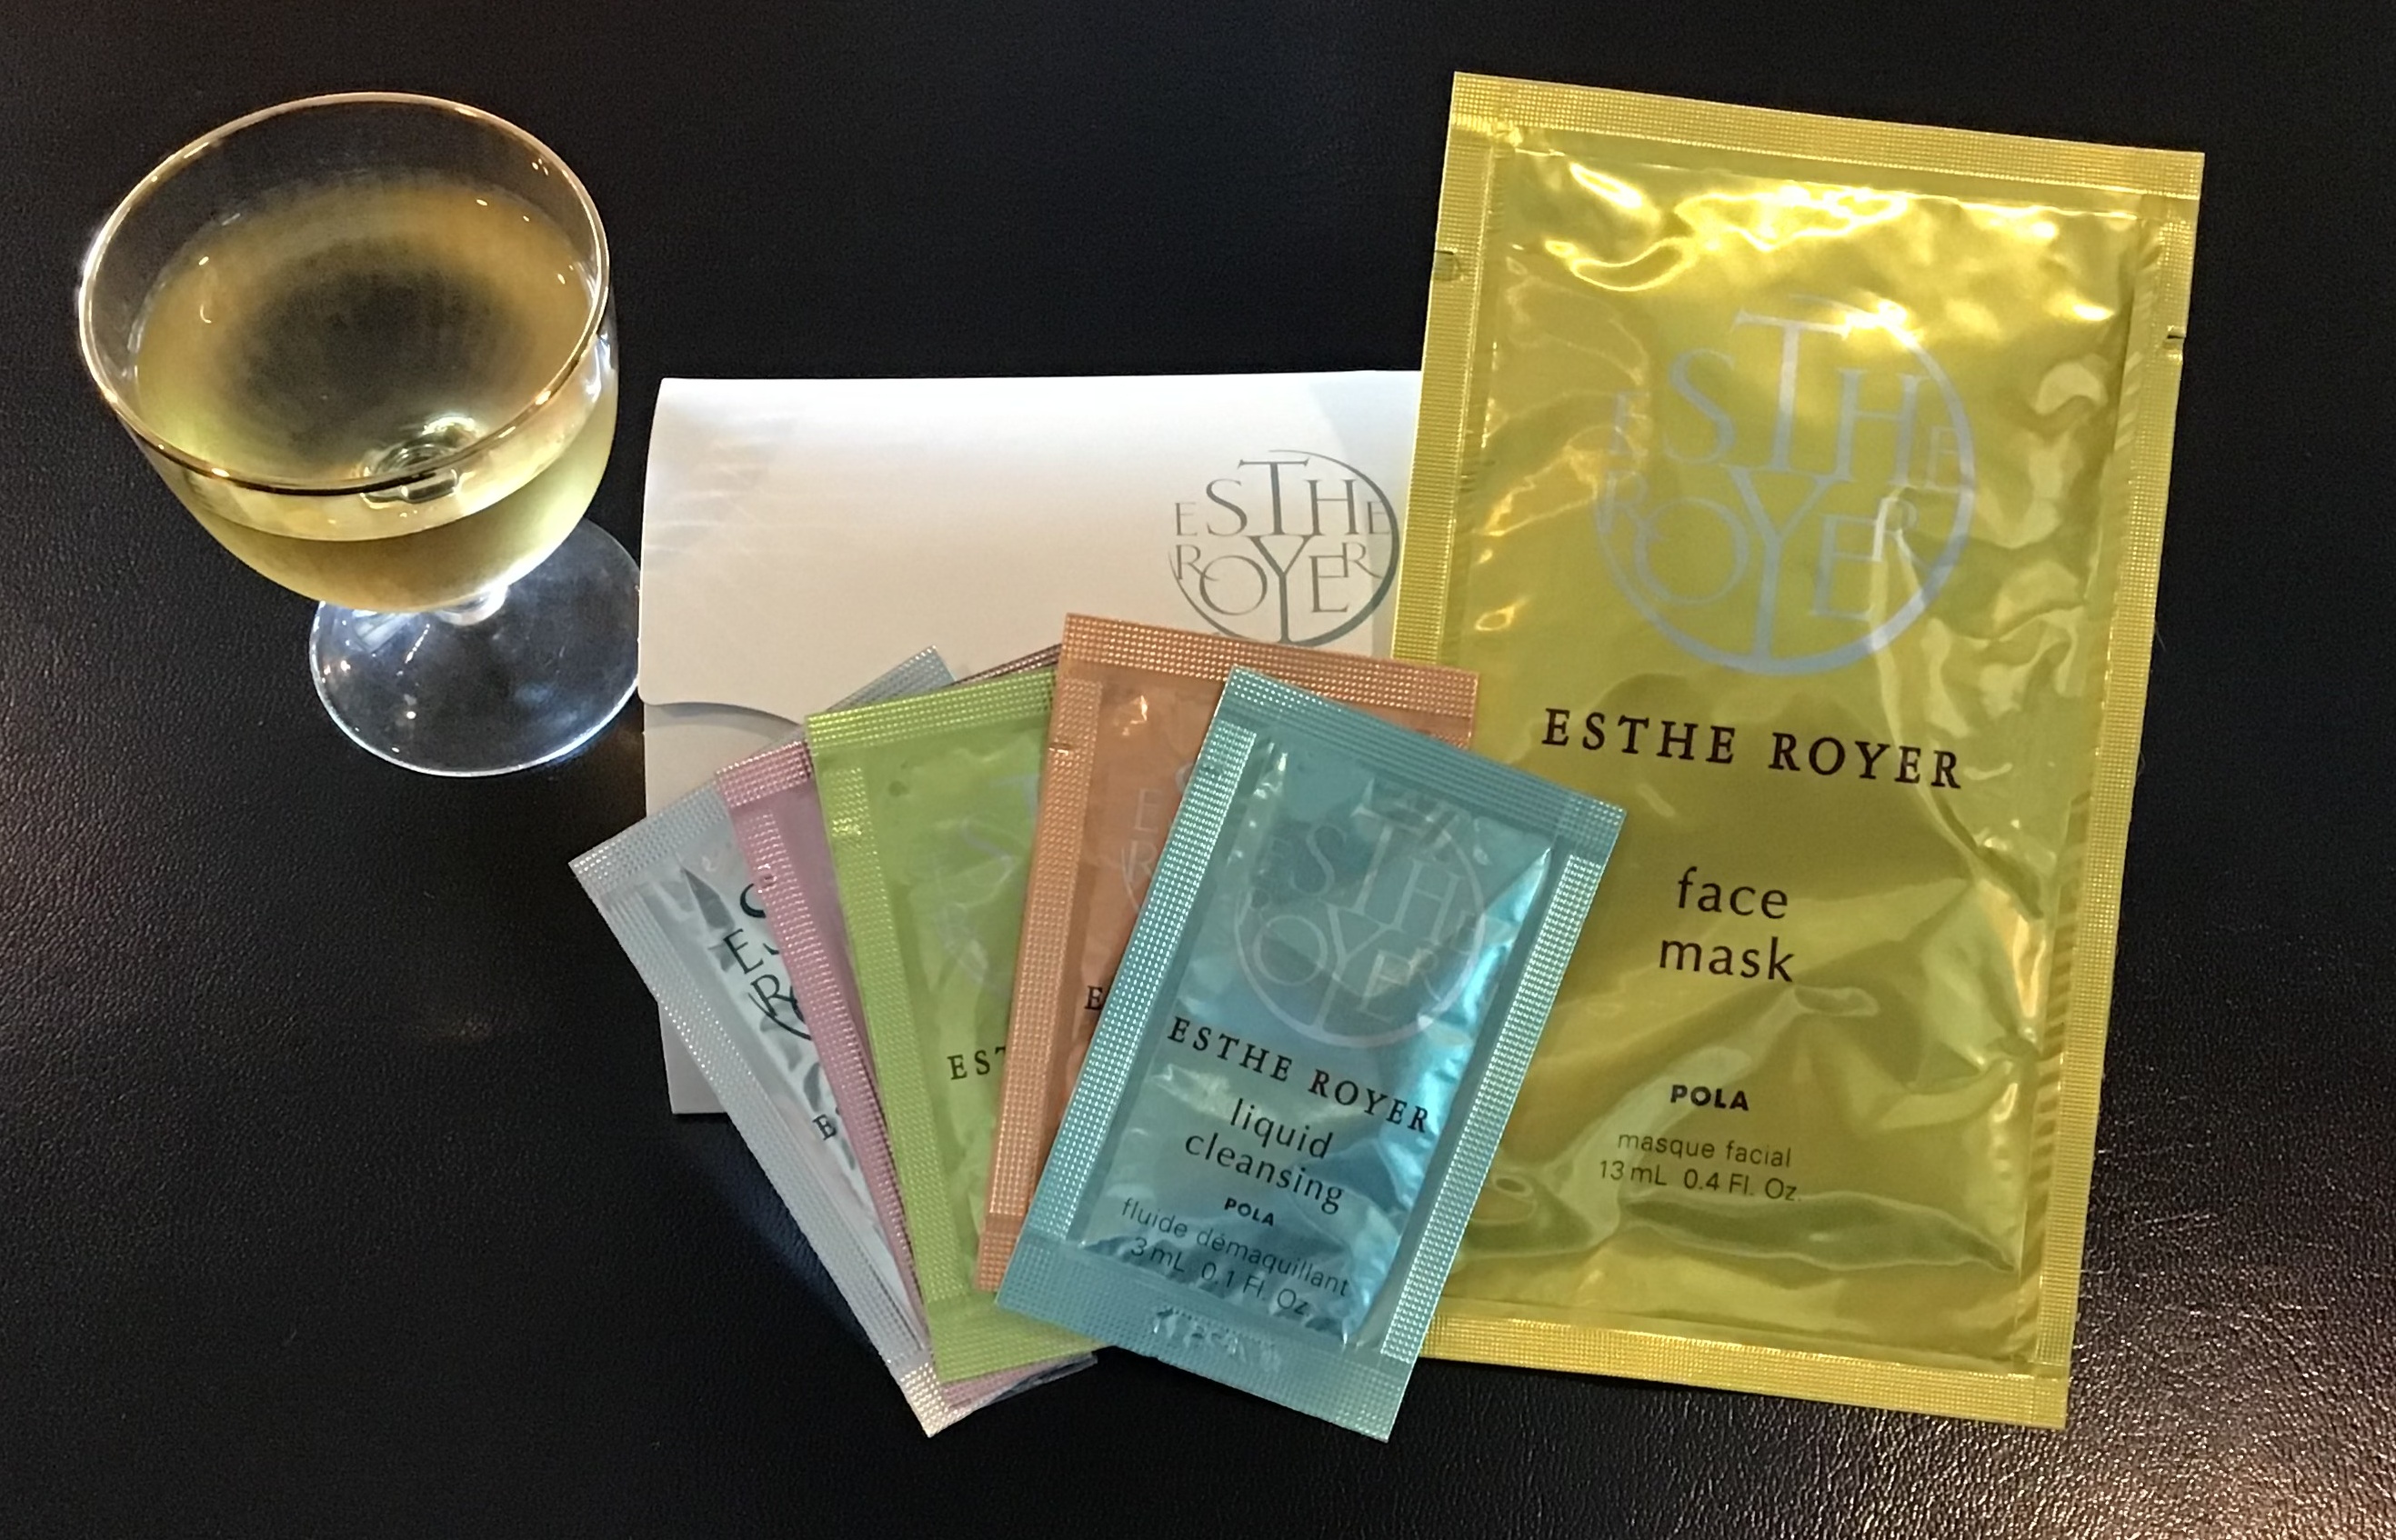 ESTHE
ROYER
ESTHE
ROYER
ESTHE ROYER
face
mask
POLA
masque facial
13 mL 0.4 Fl. Oz.
ESTHE
ROYER
ESTHE ROYER
liquid
cleansing
POLA
fluide démaquillant
3 mL 0.1 Fl. Oz.
EST
E